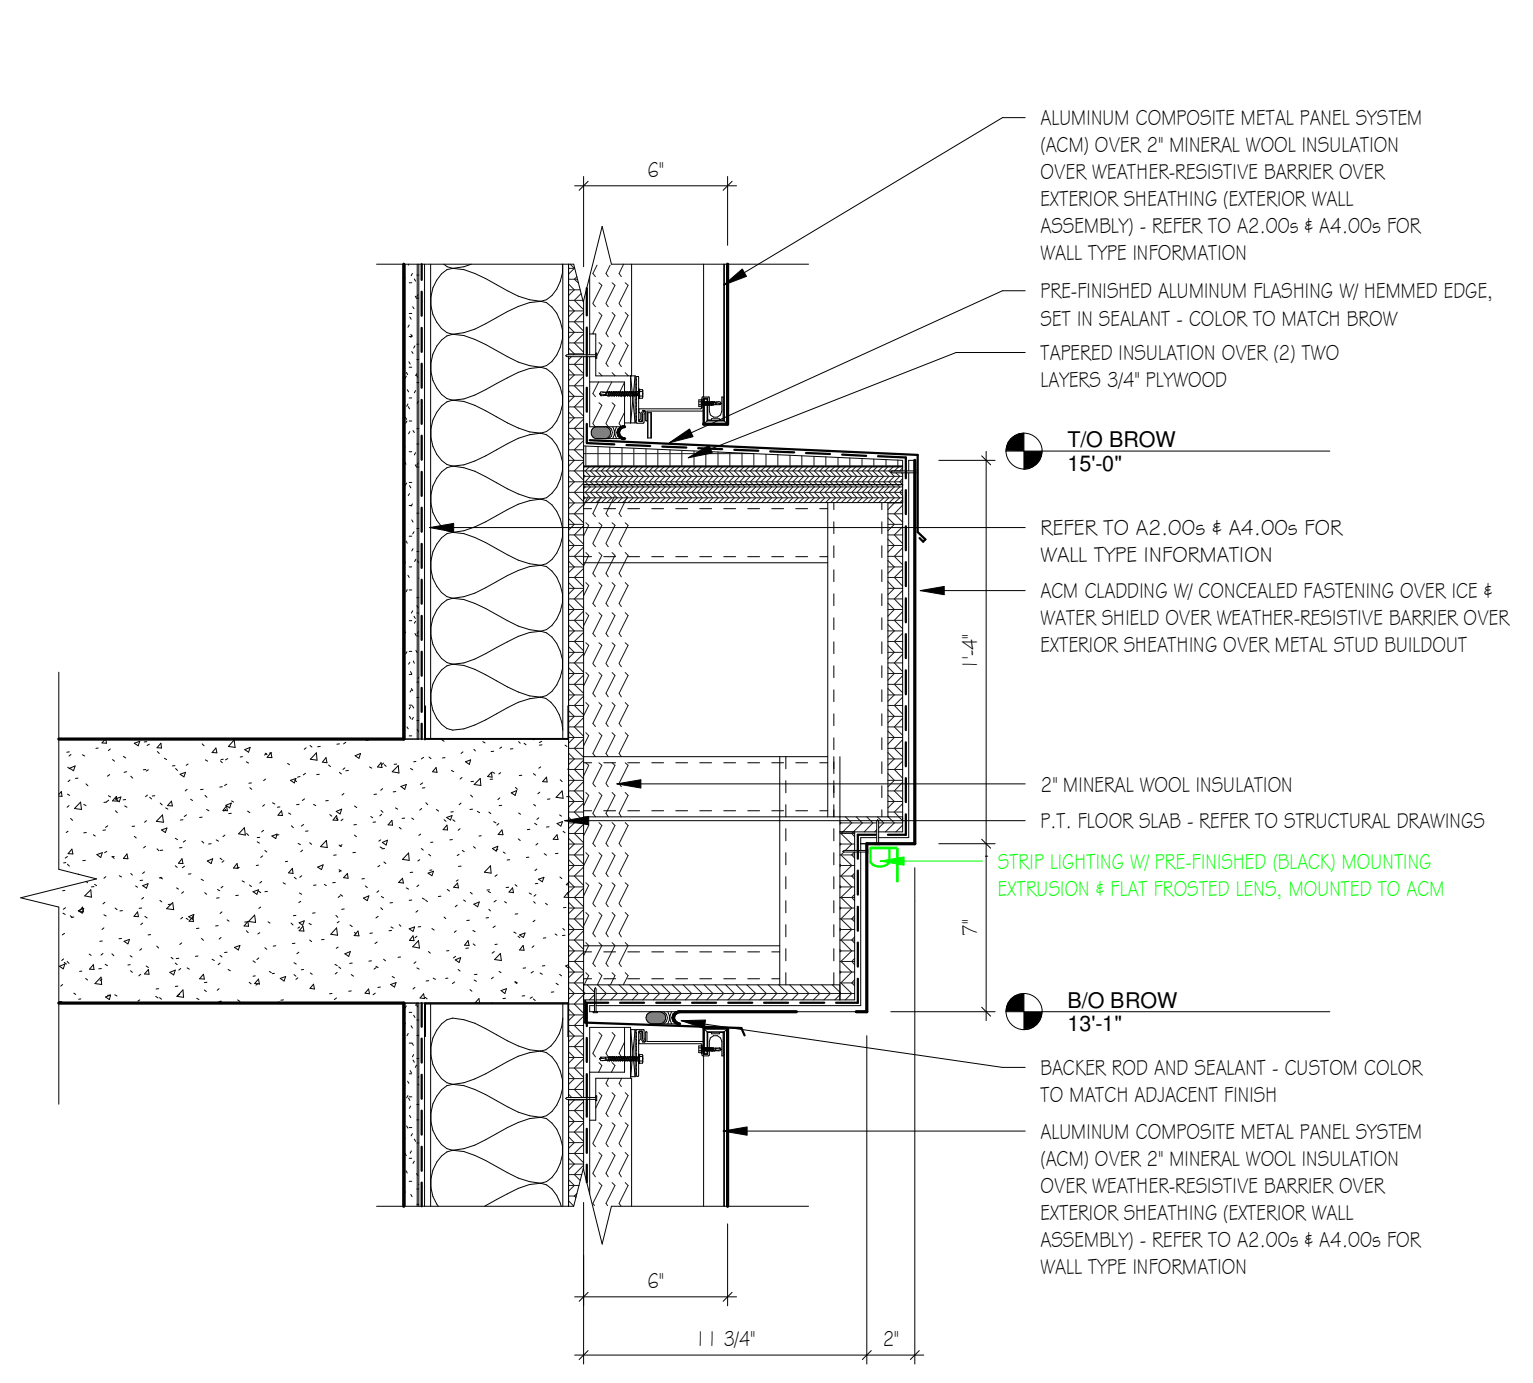 ALUMINUM COMPOSITE METAL PANEL SYSTEM
(ACM) OVER 2" MINERAL WOOL INSULATION
OVER WEATHER-RESISTIVE BARRIER OVER
EXTERIOR SHEATHING (EXTERIOR WALL
ASSEMBLY) - REFER TO A2.00s & A4.00s FOR
WALL TYPE INFORMATION
6"
PRE-FINISHED ALUMINUM FLASHING W/ HEMMED EDGE,
SET IN SEALANT - COLOR TO MATCH BROW
TAPERED INSULATION OVER (2) TWO
LAYERS 3/4" PLYWOOD
T/O BROW
15'-0"
REFER TO A2.00s & A4.00s FOR
WALL TYPE INFORMATION
ACM CLADDING W/ CONCEALED FASTENING OVER ICE &
WATER SHIELD OVER WEATHER-RESISTIVE BARRIER OVER
EXTERIOR SHEATHING OVER METAL STUD BUILDOUT
1'-4"
2" MINERAL WOOL INSULATION
P.T. FLOOR SLAB - REFER TO STRUCTURAL DRAWINGS
STRIP LIGHTING W/ PRE-FINISHED (BLACK) MOUNTING
EXTRUSION & FLAT FROSTED LENS, MOUNTED TO ACM
7"
B/O BROW
13'-1"
BACKER ROD AND SEALANT - CUSTOM COLOR
TO MATCH ADJACENT FINISH
ALUMINUM COMPOSITE METAL PANEL SYSTEM
(ACM) OVER 2" MINERAL WOOL INSULATION
OVER WEATHER-RESISTIVE BARRIER OVER
EXTERIOR SHEATHING (EXTERIOR WALL
ASSEMBLY) - REFER TO A2.00s & A4.00s FOR
WALL TYPE INFORMATION
6"
11 3/4"
2"